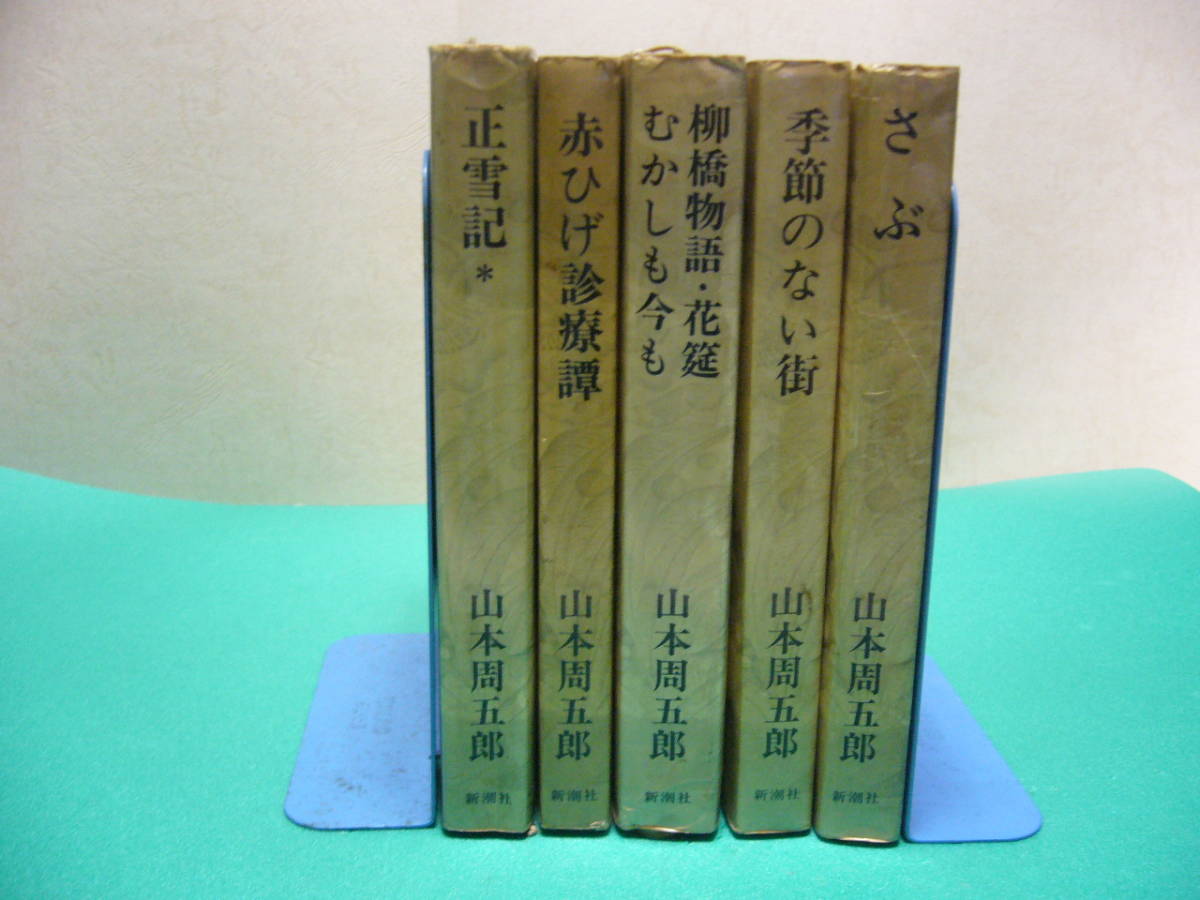 正雪記 *
山本周五郎
新潮社
赤ひげ診療譚
山本周五郎
新潮社
柳橋物語・花筵
むかしも今も
山本周五郎
新潮社
季節のない街
山本周五郎
新潮社
さぶ
山本周五郎
新潮社